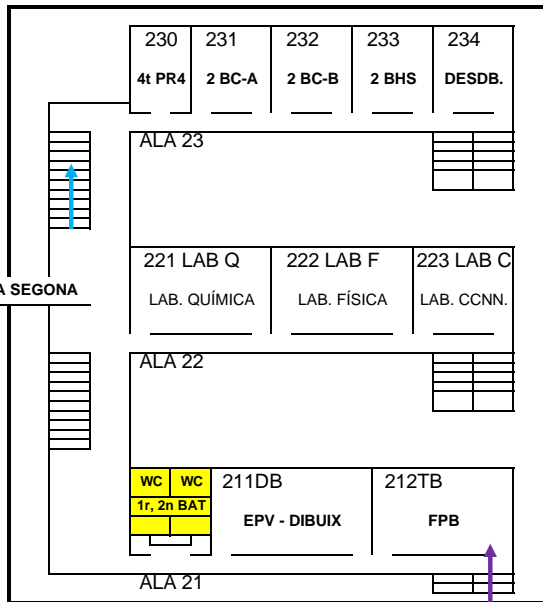 230 231 232 233 234
4t PR4 2 BC-A 2 BC-B 2 BHS DESDB.
ALA 23
221 LAB Q 222 LAB F 223 LAB C
A SEGONA
LAB. QUÍMICA LAB. FÍSICA LAB. CCNN.
ALA 22
WC WC 211DB 212TB
1r, 2n BAT
EPV - DIBUIX FPB
ALA 21